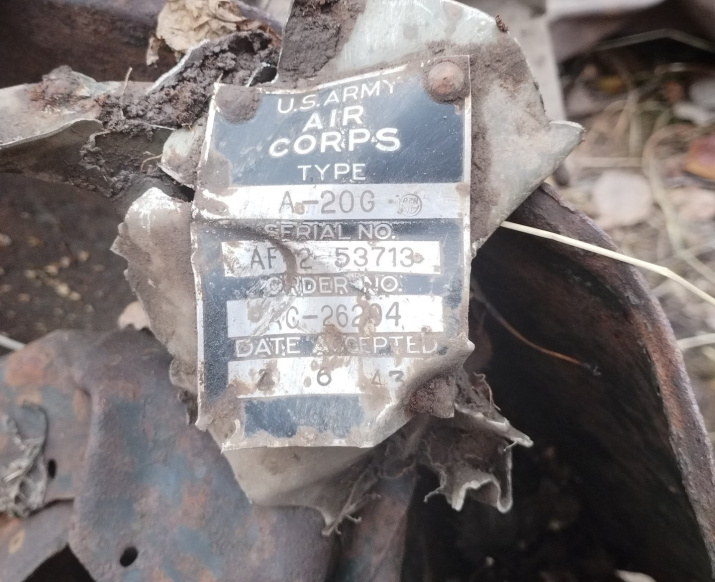 U.S. ARMY
AIR
CORPS
TYPE
A-20G
SERIAL NO.
AF 2 53713
ORDER NO.
AC-26204
DATE ACCEPTED
6 43